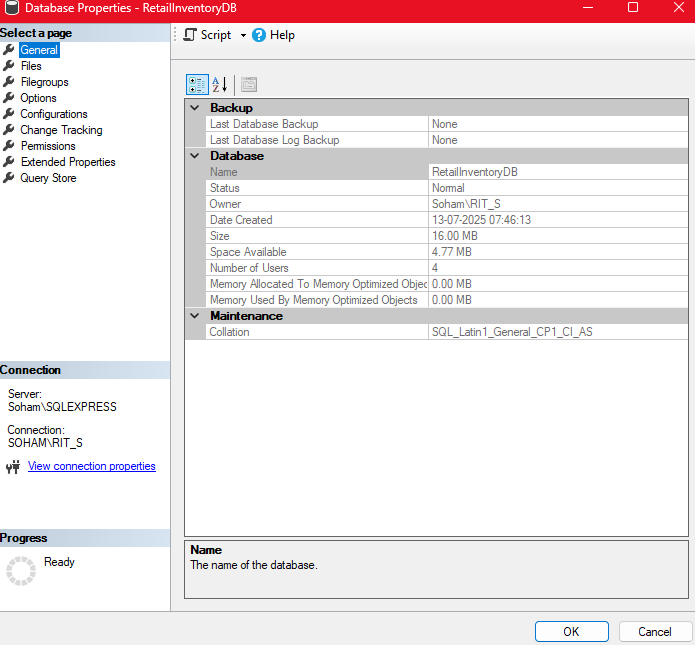 Database Properties - RetailInventoryDB
Select a page
General
Files
Filegroups
Options
Configurations
Change Tracking
Permissions
Extended Properties
Query Store
Connection
Server:
Soham\SQLEXPRESS
Connection:
SOHAM\RIT_S
View connection properties
Progress
Ready
Script Help
Backup
Last Database Backup None
Last Database Log Backup None
Database
Name RetailInventoryDB
Status Normal
Owner Soham\RIT_S
Date Created 13-07-2025 07:46:13
Size 16.00 MB
Space Available 4.77 MB
Number of Users 4
Memory Allocated To Memory Optimized Objec 0.00 MB
Memory Used By Memory Optimized Objects 0.00 MB
Maintenance
Collation SQL_Latin1_General_CP1_CI_AS
Name
The name of the database.
OK Cancel